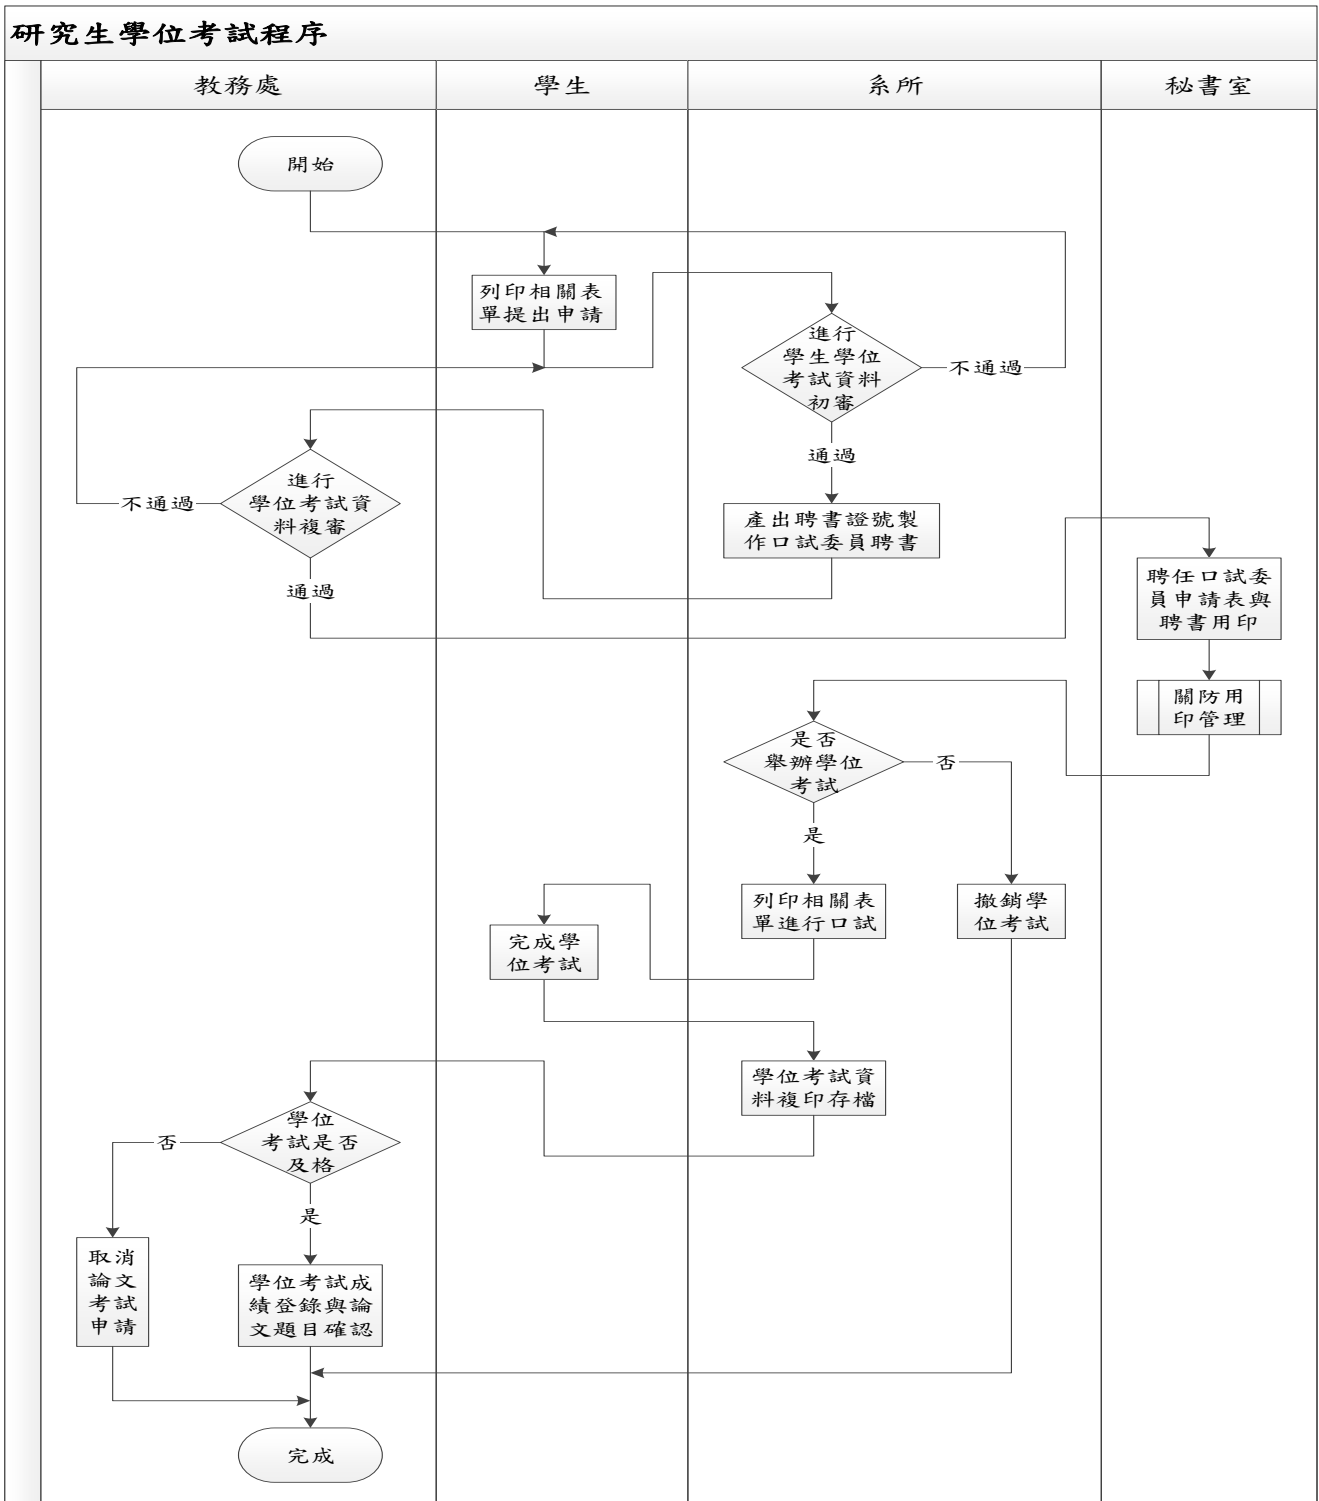 研究生學位考試程序
教務處
學生
系所
秘書室
開始
列印相關表
單提出申請
進行
學生學位
考試資料
初審
不通過
通過
進行
學位考試資
料複審
不通過
通過
產出聘書證號製
作口試委員聘書
聘任口試委
員申請表與
聘書用印
關防用
印管理
是否
舉辦學位
考試
否
是
列印相關表
單進行口試
撤銷學
位考試
完成學
位考試
學位考試資
料複印存檔
學位
考試是否
及格
否
是
取消
論文
考試
申請
學位考試成
績登錄與論
文題目確認
完成